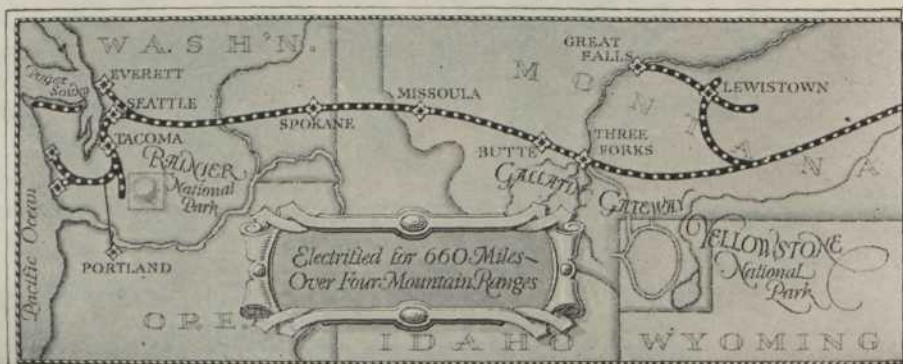 WASH'N.
Puget Sound
EVERETT
SEATTLE
TACOMA
RAINIER
National
Park
PORTLAND
Pacific Ocean
ORE.
SPOKANE
MISSOULA
BUTTE
GREAT
FALLS
LEWISTOWN
MONTANA
THREE
FORKS
GALLATIN
GATEWAY
YELLOWSTONE
National
Park
Electrified for 660 Miles~
Over Four Mountain Ranges
IDAHO
WYOMING